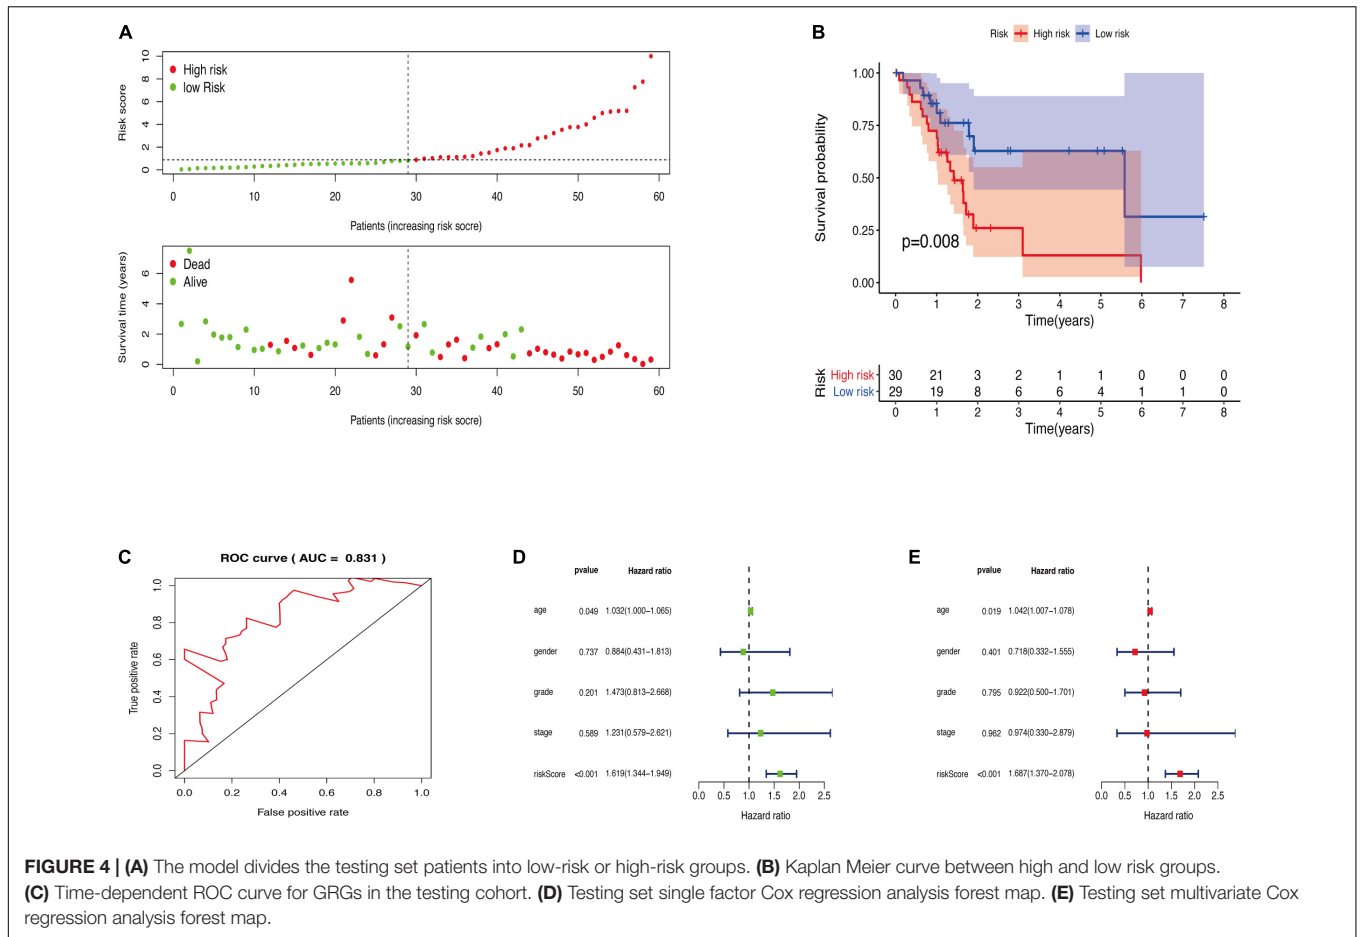 A
10
8
6
4
2
0
Risk score
High risk
low Risk
0 10 20 30 40 50 60
Patients (increasing risk socre)
6
4
2
0
Survival time (years)
Dead
Alive
0 10 20 30 40 50 60
Patients (increasing risk socre)
B
Risk High risk Low risk
1.00
0.75
0.50
0.25
0.00
Survival probability
p=0.008
0 1 2 3 4 5 6 7 8
Time(years)
Risk
High risk 30 21 3 2 1 1 0 0 0
Low risk 29 19 8 6 6 4 1 1 0
0 1 2 3 4 5 6 7 8
Time(years)
C
ROC curve ( AUC = 0.831 )
1.0
0.8
0.6
0.4
0.2
0.0
True positive rate
0.0 0.2 0.4 0.6 0.8 1.0
False positive rate
D
pvalue Hazard ratio
age 0.049 1.032(1.000−1.065)
gender 0.737 0.884(0.431−1.813)
grade 0.201 1.473(0.813−2.668)
stage 0.589 1.231(0.579−2.621)
riskScore <0.001 1.619(1.344−1.949)
0.0 0.5 1.0 1.5 2.0 2.5
Hazard ratio
E
pvalue Hazard ratio
age 0.019 1.042(1.007−1.078)
gender 0.401 0.718(0.332−1.555)
grade 0.795 0.922(0.500−1.701)
stage 0.962 0.974(0.330−2.879)
riskScore <0.001 1.687(1.370−2.078)
0.0 0.5 1.0 1.5 2.0 2.5
Hazard ratio
FIGURE 4 | (A) The model divides the testing set patients into low-risk or high-risk groups. (B) Kaplan Meier curve between high and low risk groups.
(C) Time-dependent ROC curve for GRGs in the testing cohort. (D) Testing set single factor Cox regression analysis forest map. (E) Testing set multivariate Cox
regression analysis forest map.